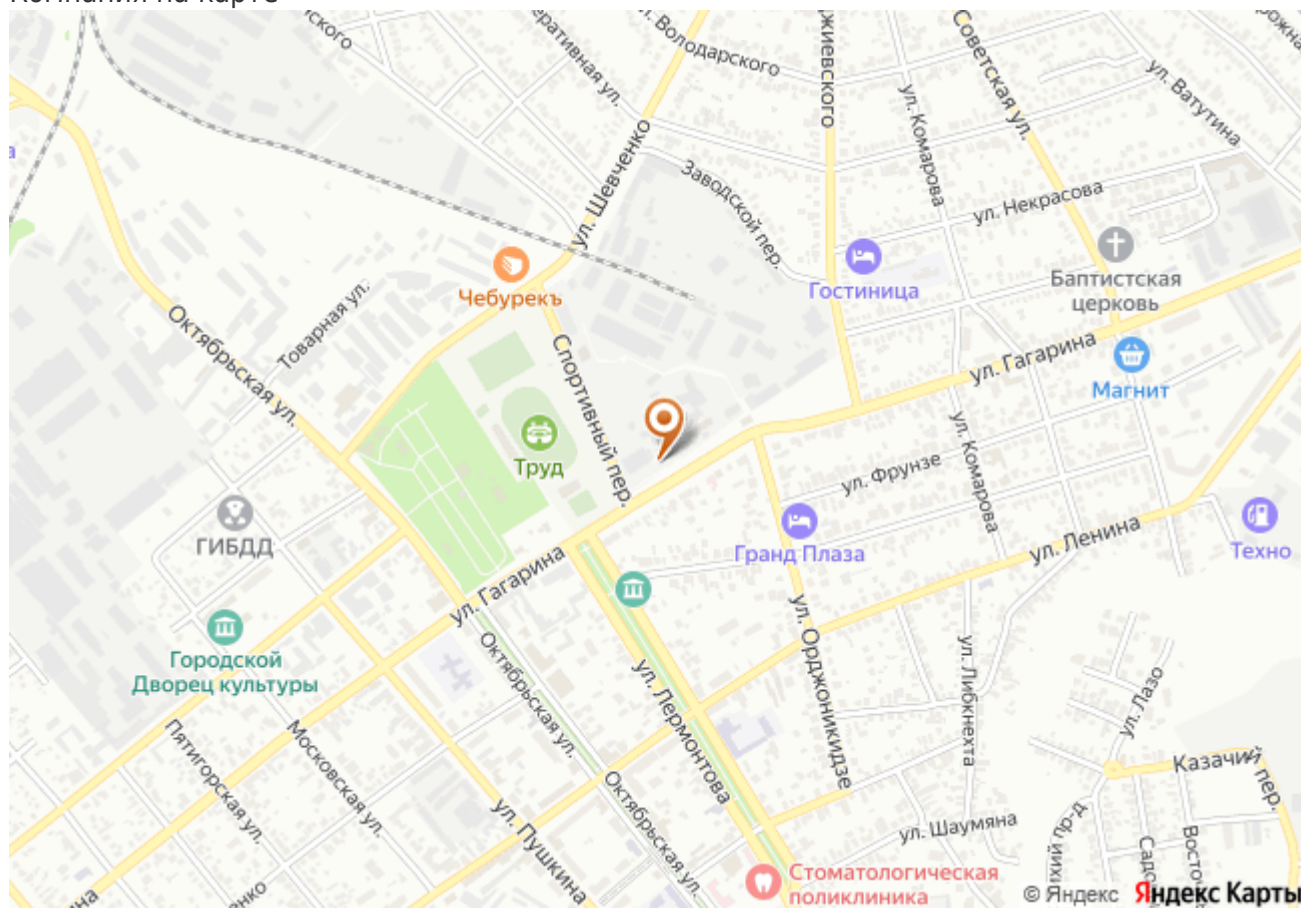 Компания на карте
ул. Володарского
Советская ул.
ул. Ватутина
ул. Комарова
ул. Шевченко
Заводской пер.
ул. Некрасова
Баптистская
церковь
Гостиница
Чебурекъ
Товарная ул.
Октябрьская ул.
Спортивный пер.
ул. Гагарина
Магнит
Труд
ул. Комарова
ул. Фрунзе
ГИБДД
Гранд Плаза
ул. Ленина
Техно
ул. Гагарина
ул. Орджоникидзе
Городской
Дворец культуры
Октябрьская ул.
ул. Лермонтова
ул. Либкнехта
ул. Лазо
Пятигорская ул.
Московская ул.
Казачий пер.
ул. Пушкина
Октябрьская ул.
ул. Шаумяна
Стоматологическая
поликлиника
© Яндекс Яндекс Карты